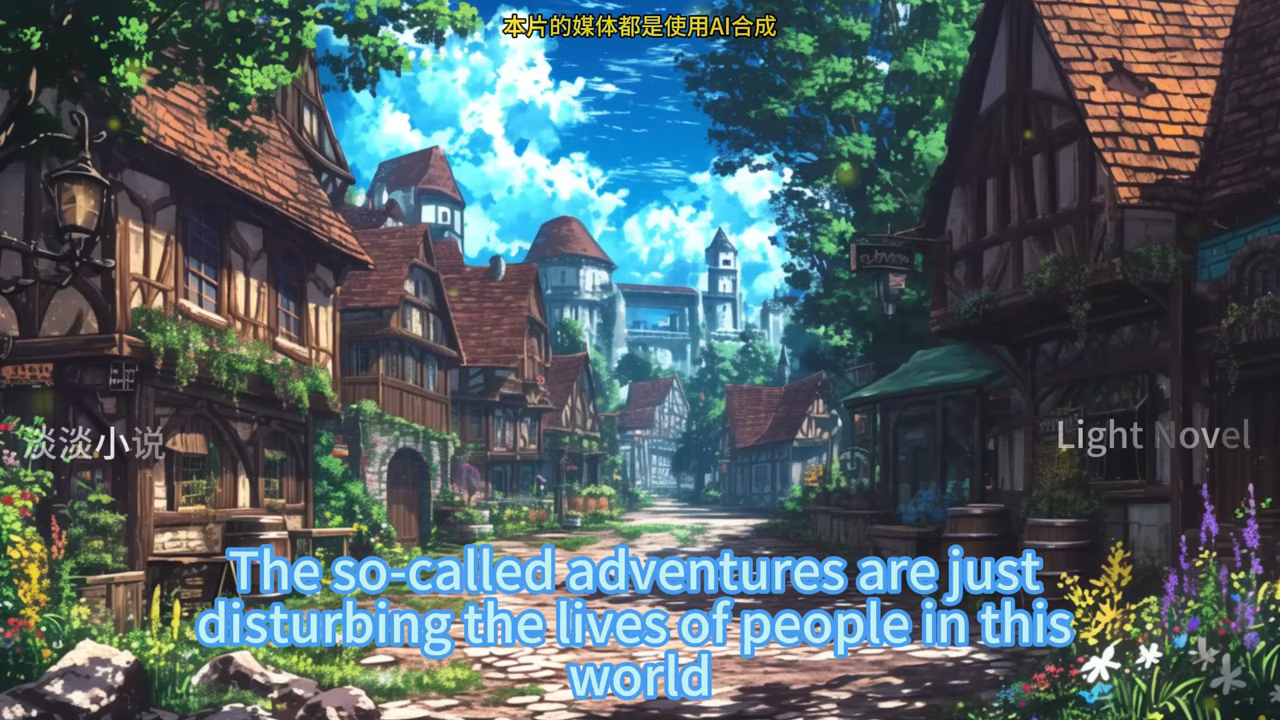 本片的媒体都是使用AI合成
淡淡小说
Light Novel
The so-called adventures are just
disturbing the lives of people in this
world